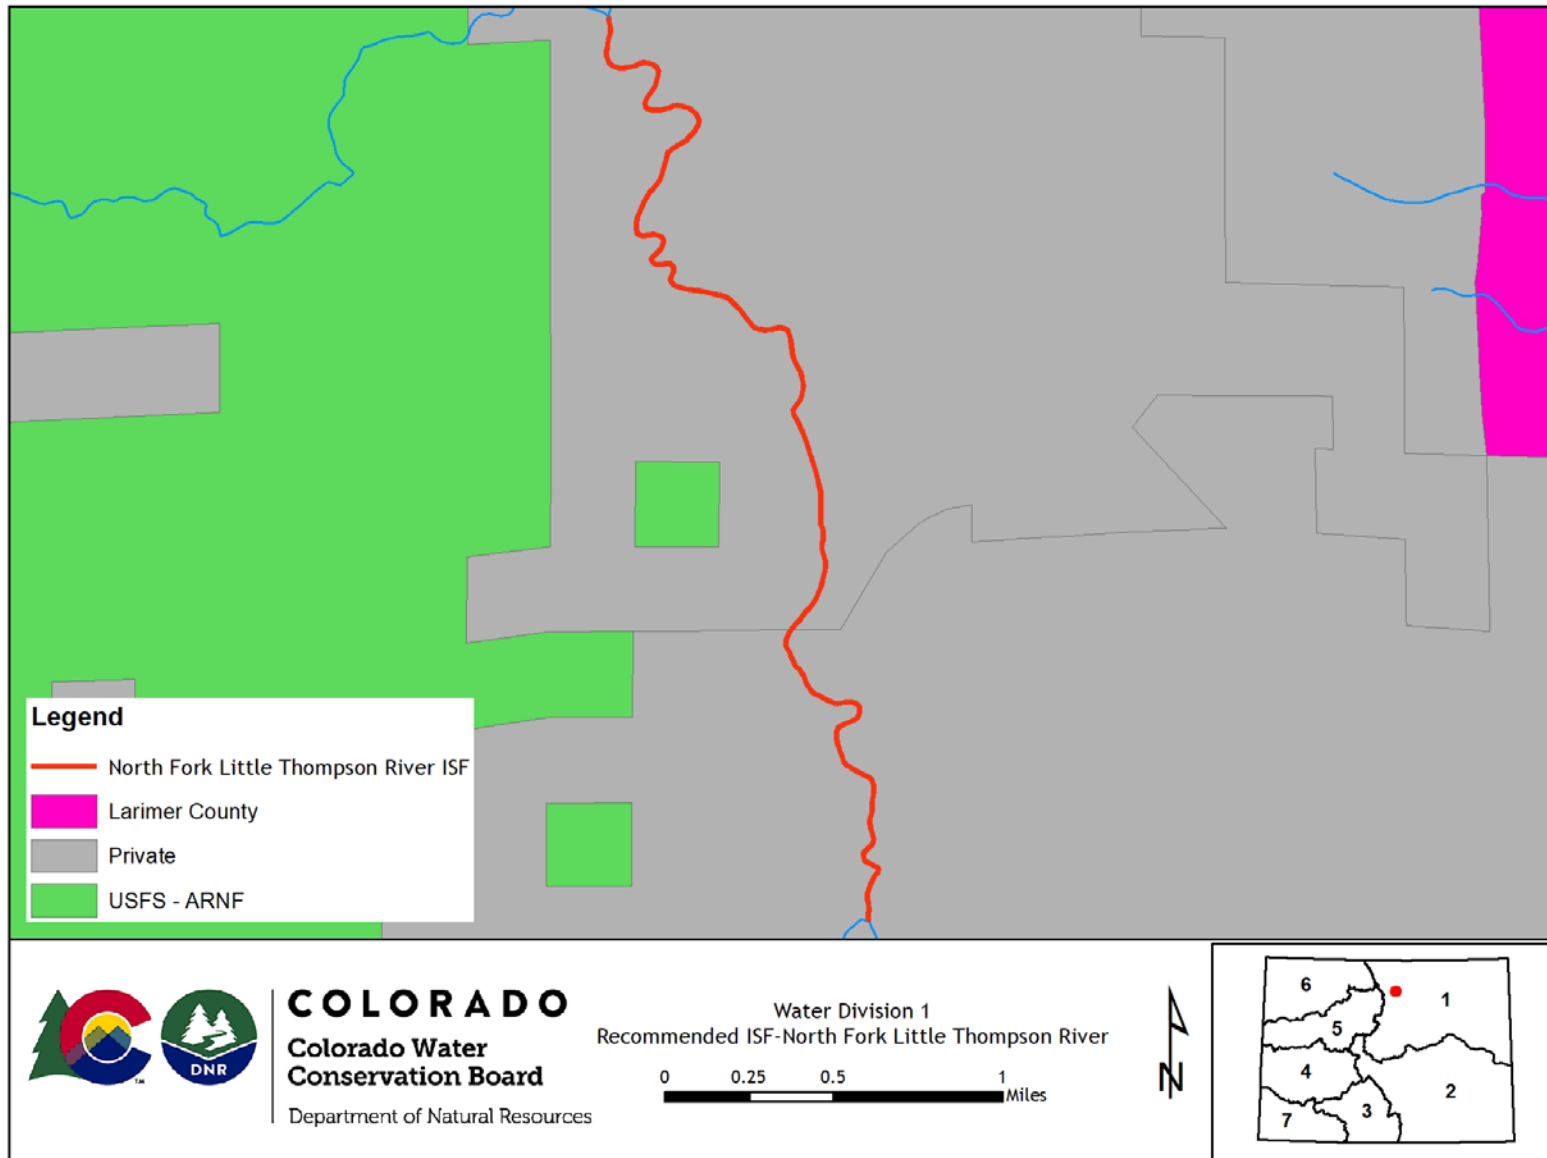 Legend
North Fork Little Thompson River ISF
Larimer County
Private
USFS - ARNF
DNR
TM
COLORADO
Colorado Water
Conservation Board
Department of Natural Resources
Water Division 1
Recommended ISF-North Fork Little Thompson River
0 0.25 0.5 1
Miles
N
6
1
5
4
2
3
7